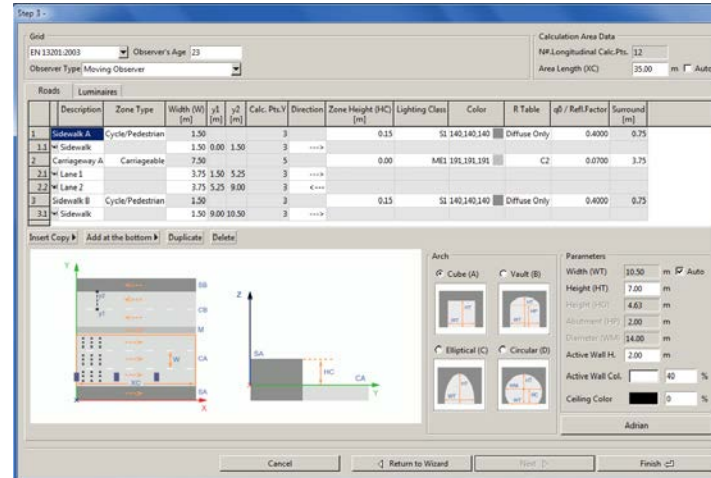 Step 3 -
Grid
Calculation Area Data
EN 13201:2003 Observer's Age 23
N#.Longitudinal Calc.Pts. 12
Observer Type Moving Observer
Area Length (XC) 35.00 m Auto
Roads Luminaires
Description Zone Type Width (W) [m] y1 [m] y2 [m] Calc. Pts.Y Direction Zone Height (HC) [m] Lighting Class Color R Table q0 / Refl.Factor Surround [m]
1 Sidewalk A Cycle/Pedestrian 1.50 3 0.15 S1 140,140,140 Diffuse Only 0.4000 0.75
1.1 Sidewalk 1.50 0.00 1.50 3 --->
2 Carriageway A Carriageable 7.50 5 0.00 ME1 191,191,191 C2 0.0700 3.75
2.1 Lane 1 3.75 1.50 5.25 3 --->
2.2 Lane 2 3.75 5.25 9.00 3 <---
3 Sidewalk B Cycle/Pedestrian 1.50 3 0.15 S1 140,140,140 Diffuse Only 0.4000 0.75
3.1 Sidewalk 1.50 9.00 10.50 3 --->
Insert Copy Add at the bottom Duplicate Delete
Y
SB
y2
y1
CB
M
W
CA
XC
SA
X
Z
SA
HC
CA
Y
Arch
Cube (A) Vault (B)
HT
WT
Elliptical (C) Circular (D)
Parameters
Width (WT) 10.50 m Auto
Height (HT) 7.00 m
Height (HO) 4.63 m
Abutment (HP) 2.00 m
Diameter (WM) 14.00 m
Active Wall H. 2.00 m
Active Wall Col. 40 %
Ceiling Color 0 %
Adrian
Cancel Return to Wizard Next Finish